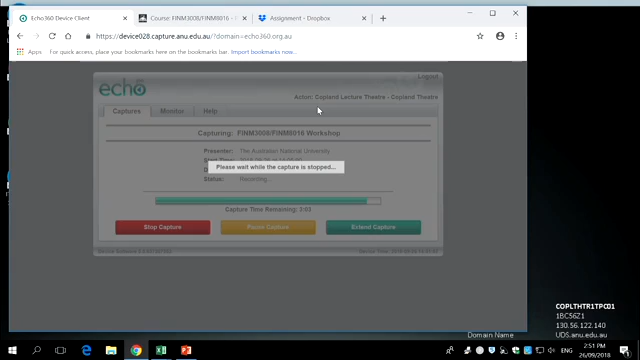 Echo360 Device Client
Course: FINM3008/FINM8016 -
Assignment - Dropbox
https://device028.capture.anu.edu.au/?domain=echo360.org.au
Apps
For quick access, place your bookmarks here on the bookmarks bar. Import bookmarks now...
Logout
echo
Actor: Copland Lecture Theatre - Copland Theatre
Captures
Monitor
Help
Capturing: FINM3008/FINM8016 Workshop
Presenter: The Australian National University
Please wait while the capture is stopped...
Status: Recording...
Capture Time Remaining: 2:03
Stop Capture
Pause Capture
Extend Capture
COPLTHTR1TPC01
1BC56Z1
130.56.122.140
Domain Name
UDS.anu.edu.au
ENG
2:51 PM
26/09/2018